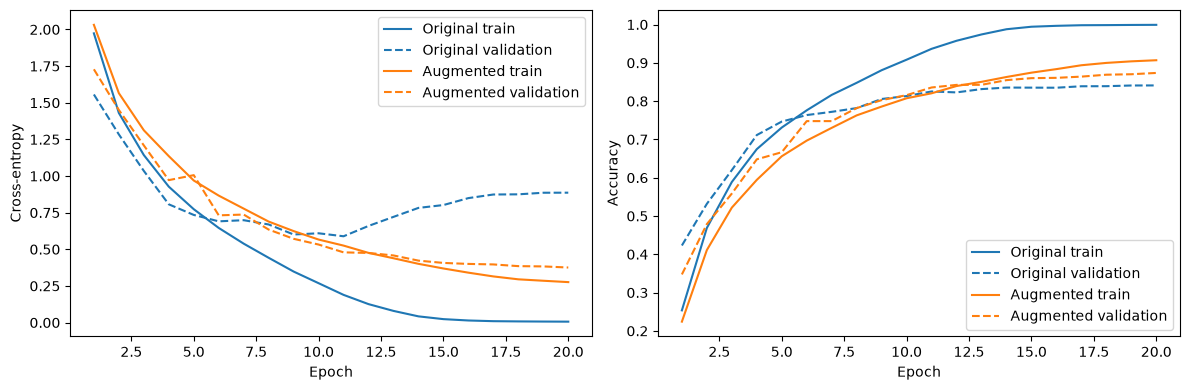 Cross-entropy
2.00
1.75
1.50
1.25
1.00
0.75
0.50
0.25
0.00
Original train
Original validation
Augmented train
Augmented validation
2.5 5.0 7.5 10.0 12.5 15.0 17.5 20.0
Epoch
Accuracy
1.0
0.9
0.8
0.7
0.6
0.5
0.4
0.3
0.2
Original train
Original validation
Augmented train
Augmented validation
2.5 5.0 7.5 10.0 12.5 15.0 17.5 20.0
Epoch